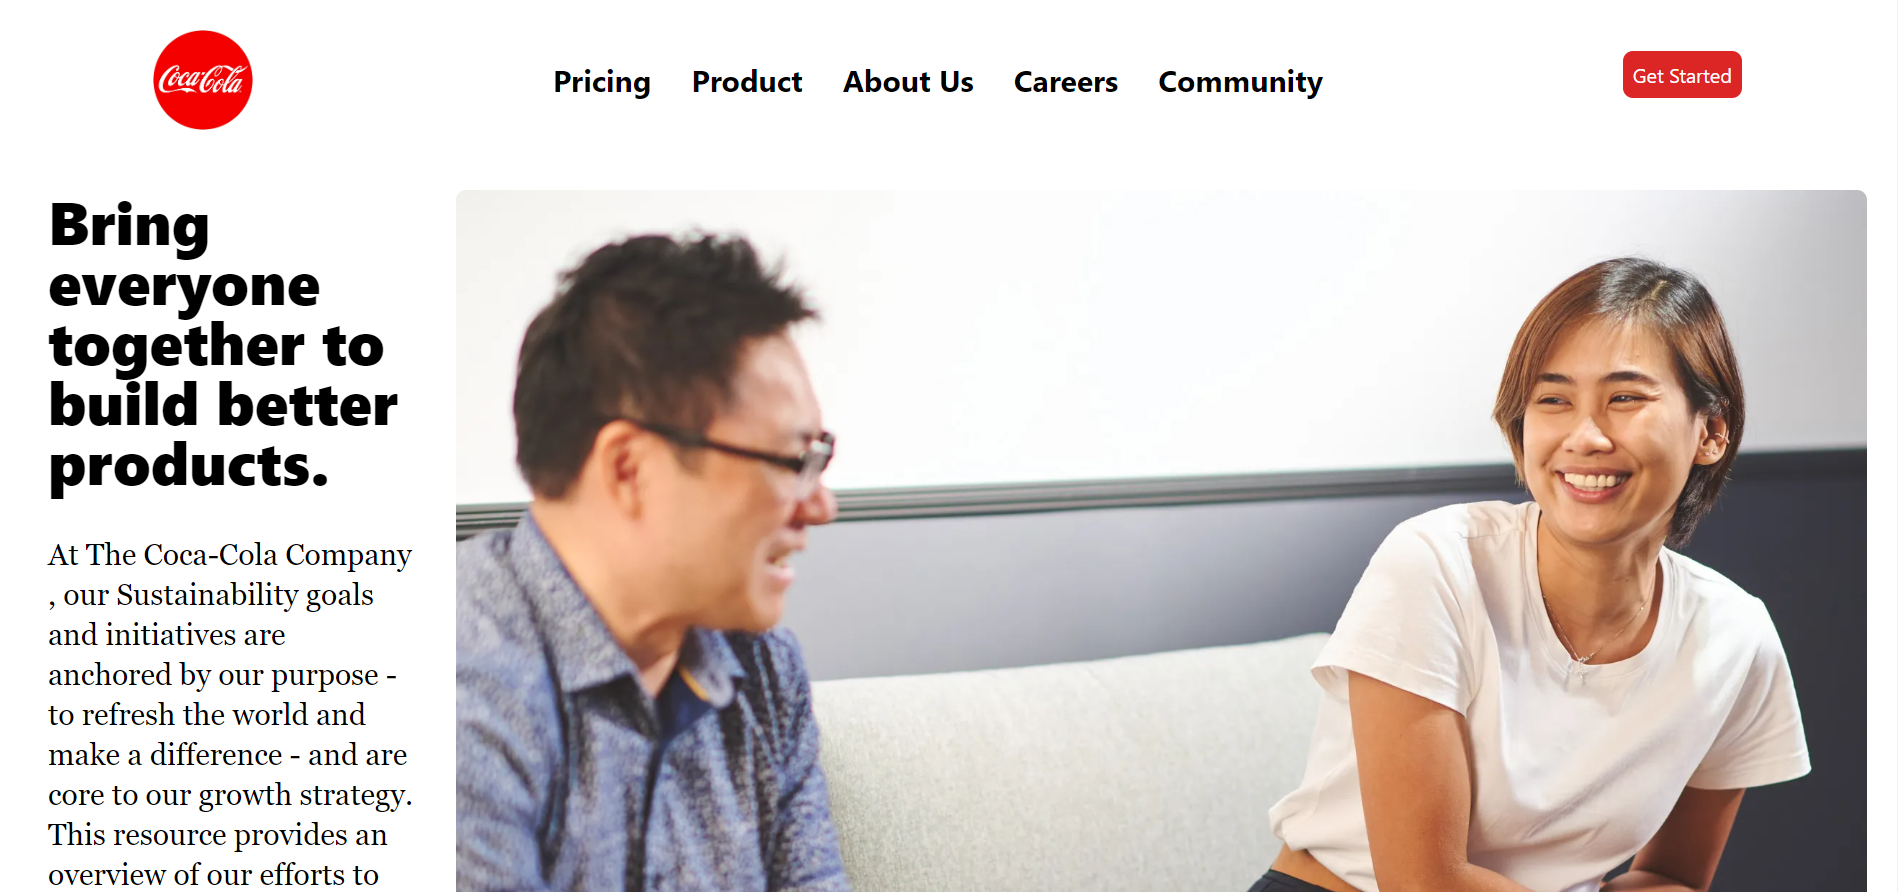 Coca-Cola
Pricing Product About Us Careers Community
Get Started
Bring
everyone
together to
build better
products.
At The Coca-Cola Company
, our Sustainability goals
and initiatives are
anchored by our purpose -
to refresh the world and
make a difference - and are
core to our growth strategy.
This resource provides an
overview of our efforts to